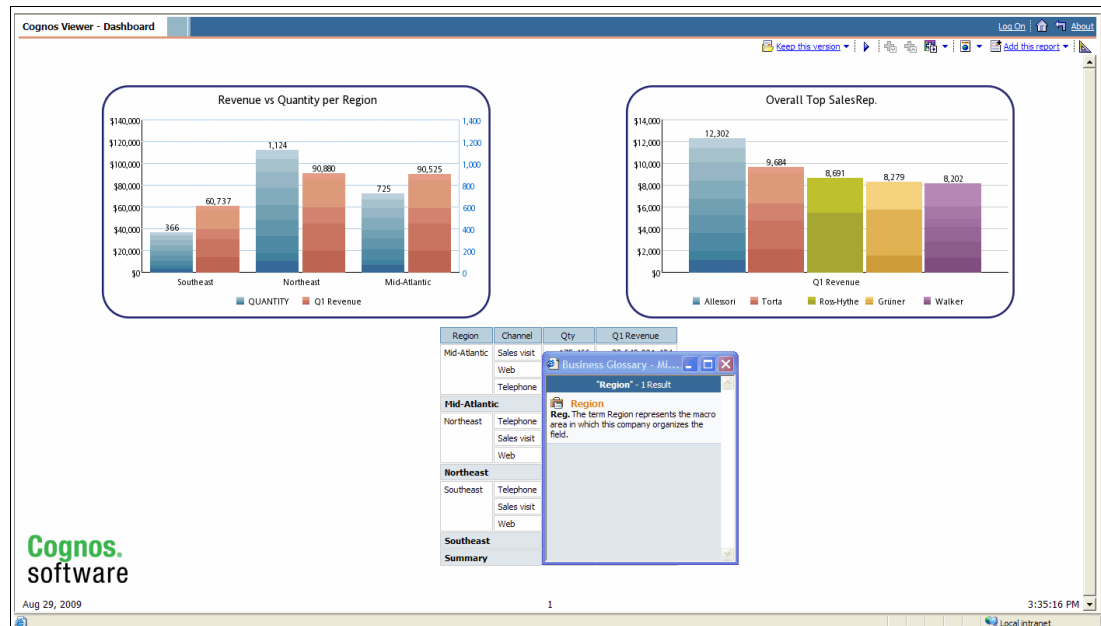 Cognos Viewer - Dashboard
Log On
About
Keep this version
Add this report
Revenue vs Quantity per Region
$140,000
$120,000
$100,000
$80,000
$60,000
$40,000
$20,000
$0
1,400
1,200
1,000
800
600
400
200
0
366
60,737
1,124
90,880
725
90,525
Southeast
Northeast
Mid-Atlantic
QUANTITY
Q1 Revenue
Overall Top SalesRep.
$14,000
$12,000
$10,000
$8,000
$6,000
$4,000
$2,000
$0
12,302
9,684
8,691
8,279
8,202
Q1 Revenue
Allessori
Torta
Ross-Hythe
Grüner
Walker
Region Channel Qty Q1 Revenue
Mid-Atlantic Sales visit
Web
Telephone
Mid-Atlantic
Northeast Telephone
Sales visit
Web
Northeast
Southeast Telephone
Sales visit
Web
Southeast
Summary
Business Glossary - Mi...
"Region" - 1 Result
Region
Reg. The term Region represents the macro
area in which this company organizes the
field.
Cognos.
software
Aug 29, 2009
1
3:35:16 PM
Local intranet